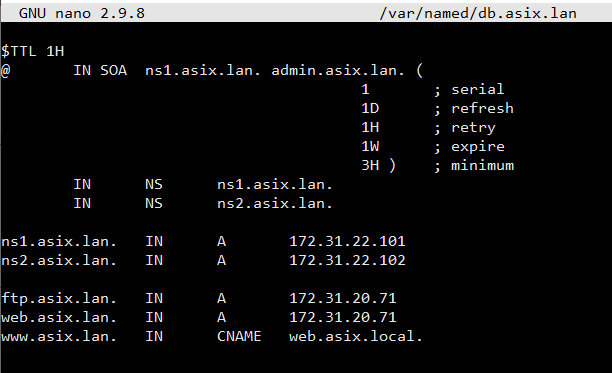 GNU nano 2.9.8 /var/named/db.asix.lan
$TTL 1H
@ IN SOA ns1.asix.lan. admin.asix.lan. (
1 ; serial
1D ; refresh
1H ; retry
1W ; expire
3H ) ; minimum
IN NS ns1.asix.lan.
IN NS ns2.asix.lan.
ns1.asix.lan. IN A 172.31.22.101
ns2.asix.lan. IN A 172.31.22.102
ftp.asix.lan. IN A 172.31.20.71
web.asix.lan. IN A 172.31.20.71
www.asix.lan. IN CNAME web.asix.local.